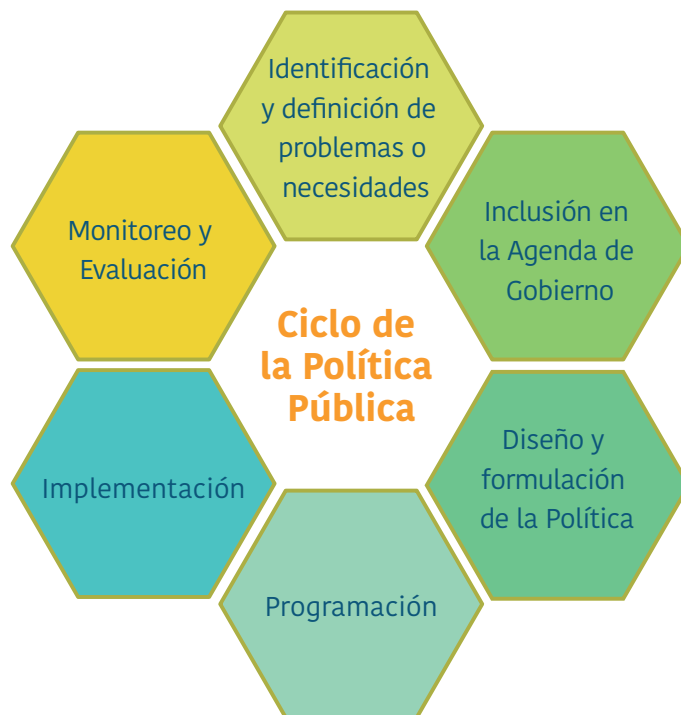 Identificación
y definición de
problemas o
necesidades
Inclusión en
la Agenda de
Gobierno
Diseño y
formulación
de la Política
Programación
Implementación
Monitoreo y
Evaluación
Ciclo de
la Política
Pública